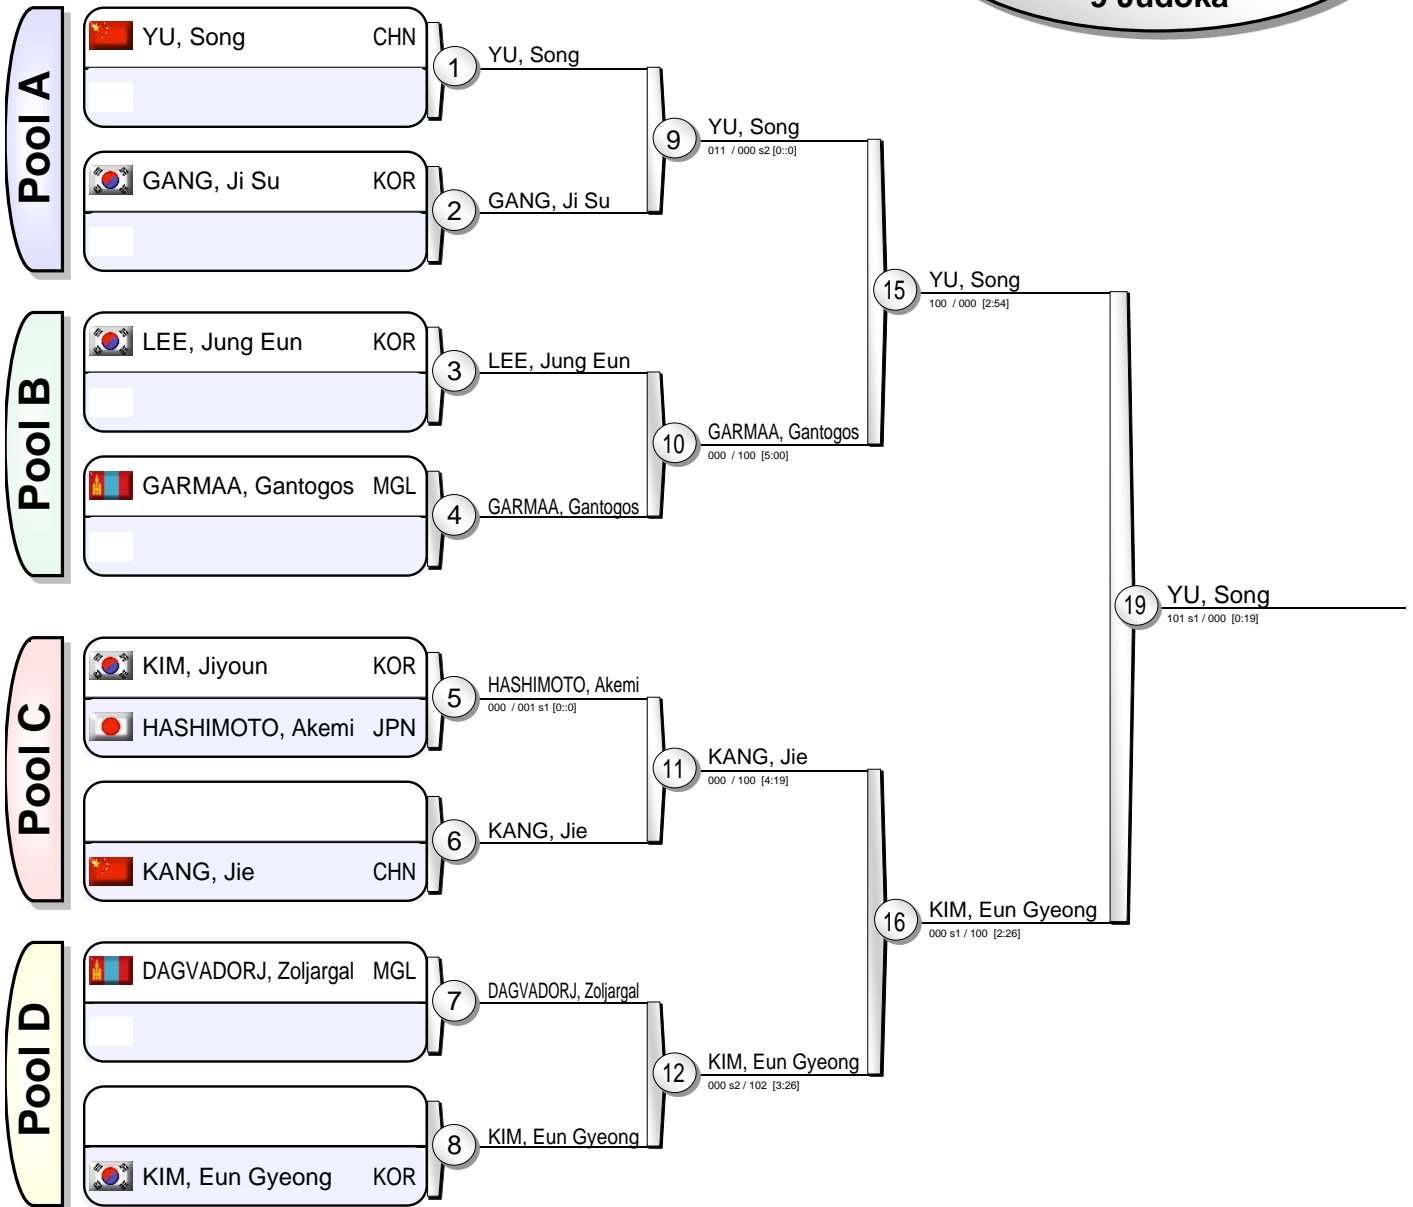 9 Judoka
Pool A
YU, Song CHN
1
YU, Song
GANG, Ji Su KOR
2
GANG, Ji Su
9
YU, Song
011 / 000 s2 [0::0]
Pool B
LEE, Jung Eun KOR
3
LEE, Jung Eun
GARMAA, Gantogos MGL
4
GARMAA, Gantogos
10
GARMAA, Gantogos
000 / 100 [5:00]
15
YU, Song
100 / 000 [2:54]
Pool C
KIM, Jiyoun KOR
HASHIMOTO, Akemi JPN
5
HASHIMOTO, Akemi
000 / 001 s1 [0::0]
KANG, Jie CHN
6
KANG, Jie
11
KANG, Jie
000 / 100 [4:19]
Pool D
DAGVADORJ, Zoljargal MGL
7
DAGVADORJ, Zoljargal
KIM, Eun Gyeong KOR
8
KIM, Eun Gyeong
12
KIM, Eun Gyeong
000 s2 / 102 [3:26]
16
KIM, Eun Gyeong
000 s1 / 100 [2:26]
19
YU, Song
101 s1 / 000 [0:19]